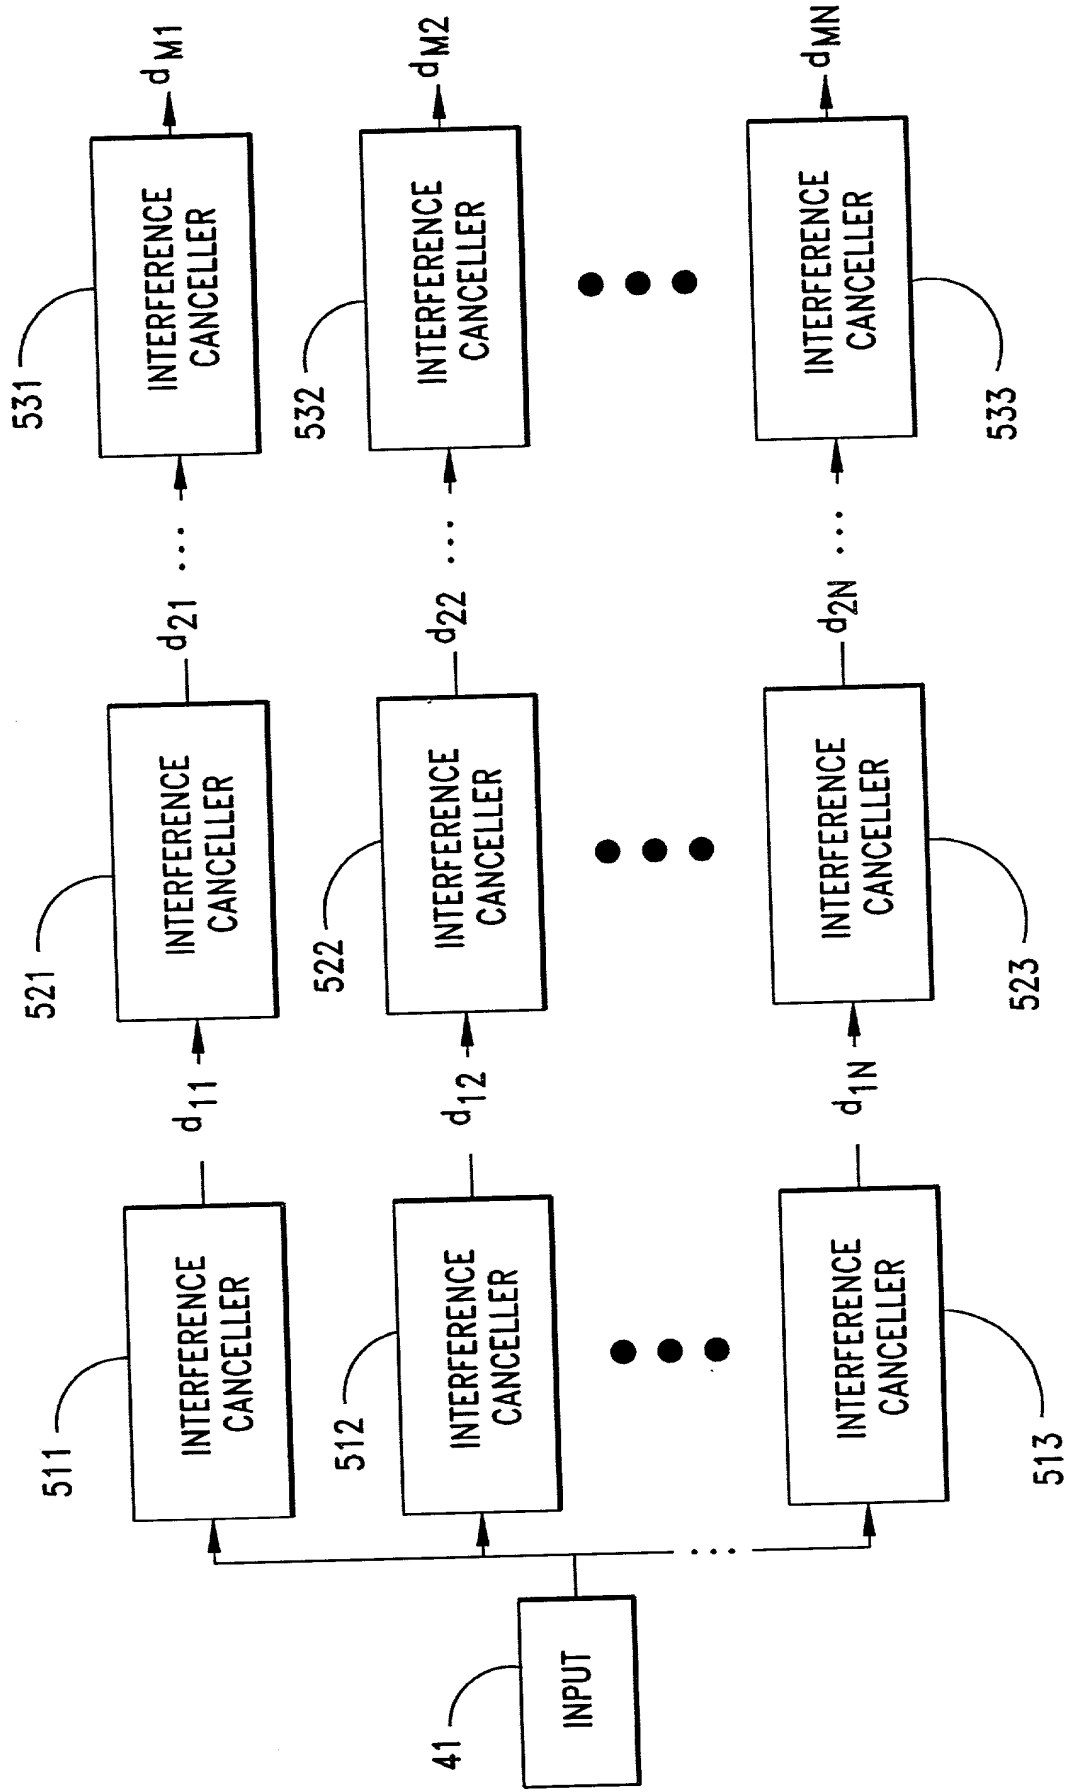 41
INPUT
511
INTERFERENCE
CANCELLER
d11
521
INTERFERENCE
CANCELLER
d21 ...
531
INTERFERENCE
CANCELLER
dM1
512
INTERFERENCE
CANCELLER
d12
522
INTERFERENCE
CANCELLER
d22 ...
532
INTERFERENCE
CANCELLER
dM2
...
INTERFERENCE
CANCELLER
513
d1N
INTERFERENCE
CANCELLER
523
d2N ...
INTERFERENCE
CANCELLER
533
dMN